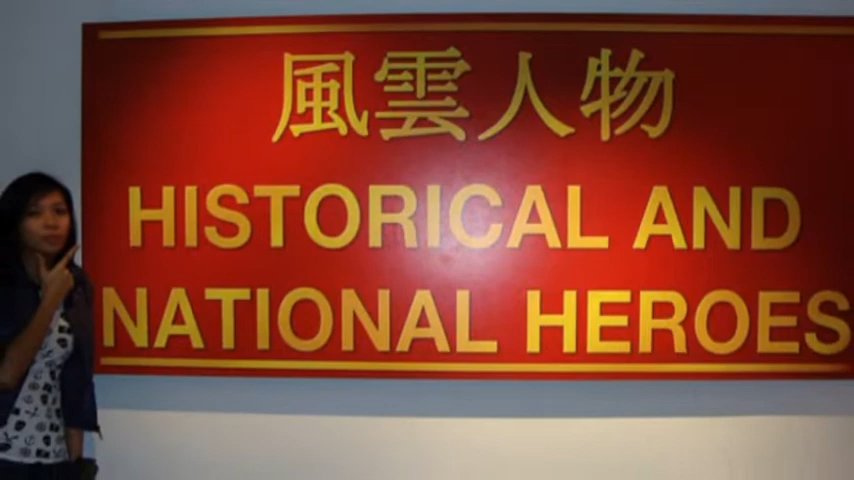 風雲人物
HISTORICAL AND
NATIONAL HEROES